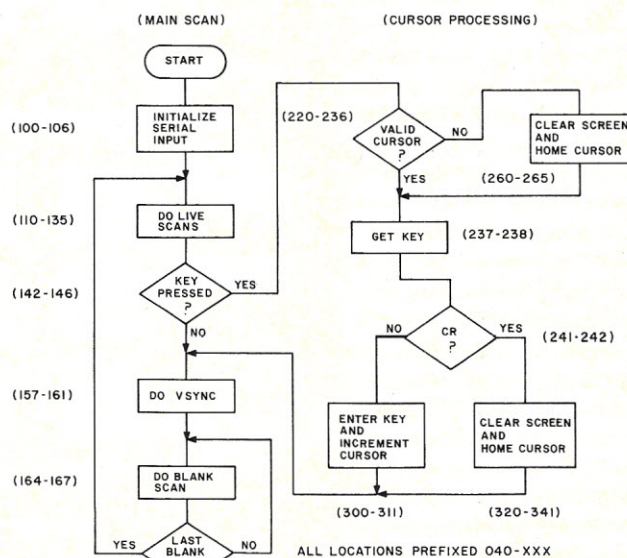 (MAIN SCAN)
(CURSOR PROCESSING)
START
(100-106)
INITIALIZE
SERIAL
INPUT
(110-135)
DO LIVE
SCANS
(142-146)
KEY
PRESSED
?
YES
NO
(157-161)
DO VSYNC
(164-167)
DO BLANK
SCAN
YES
LAST
BLANK
NO
(220-236)
VALID
CURSOR
?
NO
YES
CLEAR SCREEN
AND
HOME CURSOR
(260-265)
GET KEY
(237-238)
NO
CR
?
YES
(241-242)
ENTER KEY
AND
INCREMENT
CURSOR
CLEAR SCREEN
AND
HOME CURSOR
(300-311)
(320-341)
ALL LOCATIONS PREFIXED 040-XXX